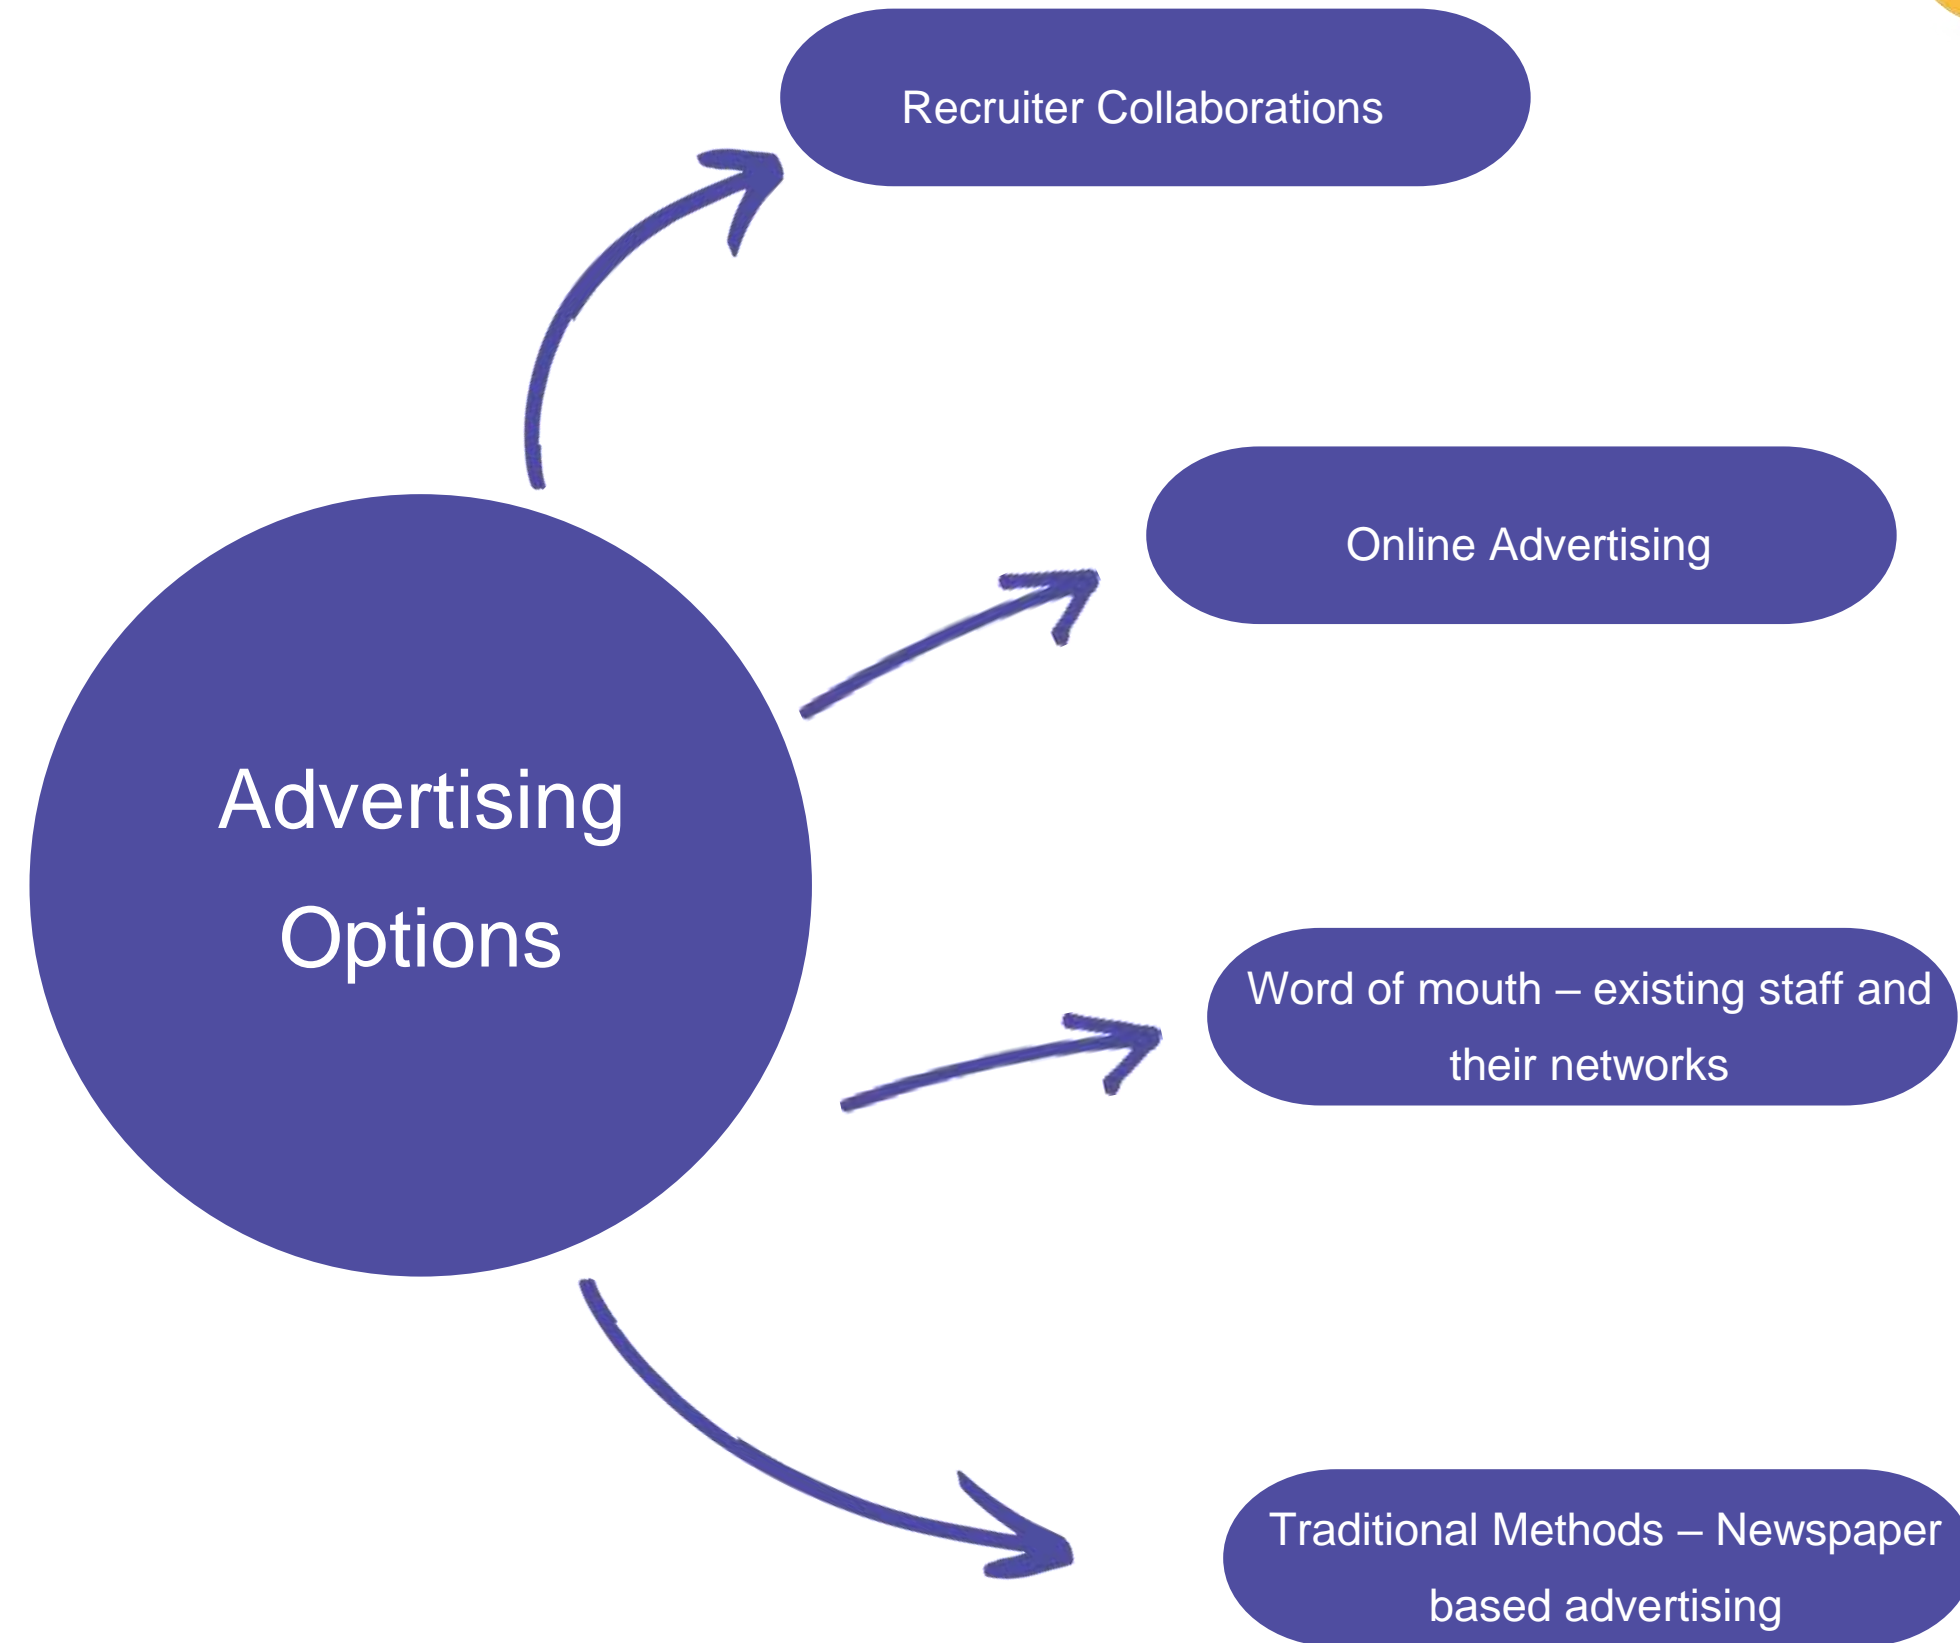 Recruiter Collaborations
Online Advertising
Advertising
Options
Word of mouth – existing staff and
their networks
Traditional Methods – Newspaper
based advertising